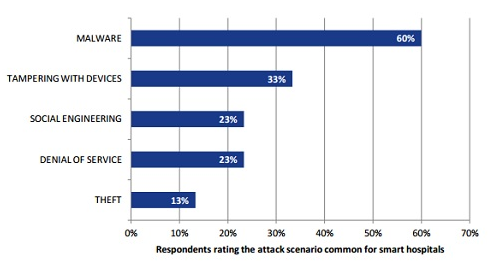 MALWARE
60%
TAMPERING WITH DEVICES
33%
SOCIAL ENGINEERING
23%
DENIAL OF SERVICE
23%
THEFT
13%
0% 10% 20% 30% 40% 50% 60% 70%
Respondents rating the attack scenario common for smart hospitals